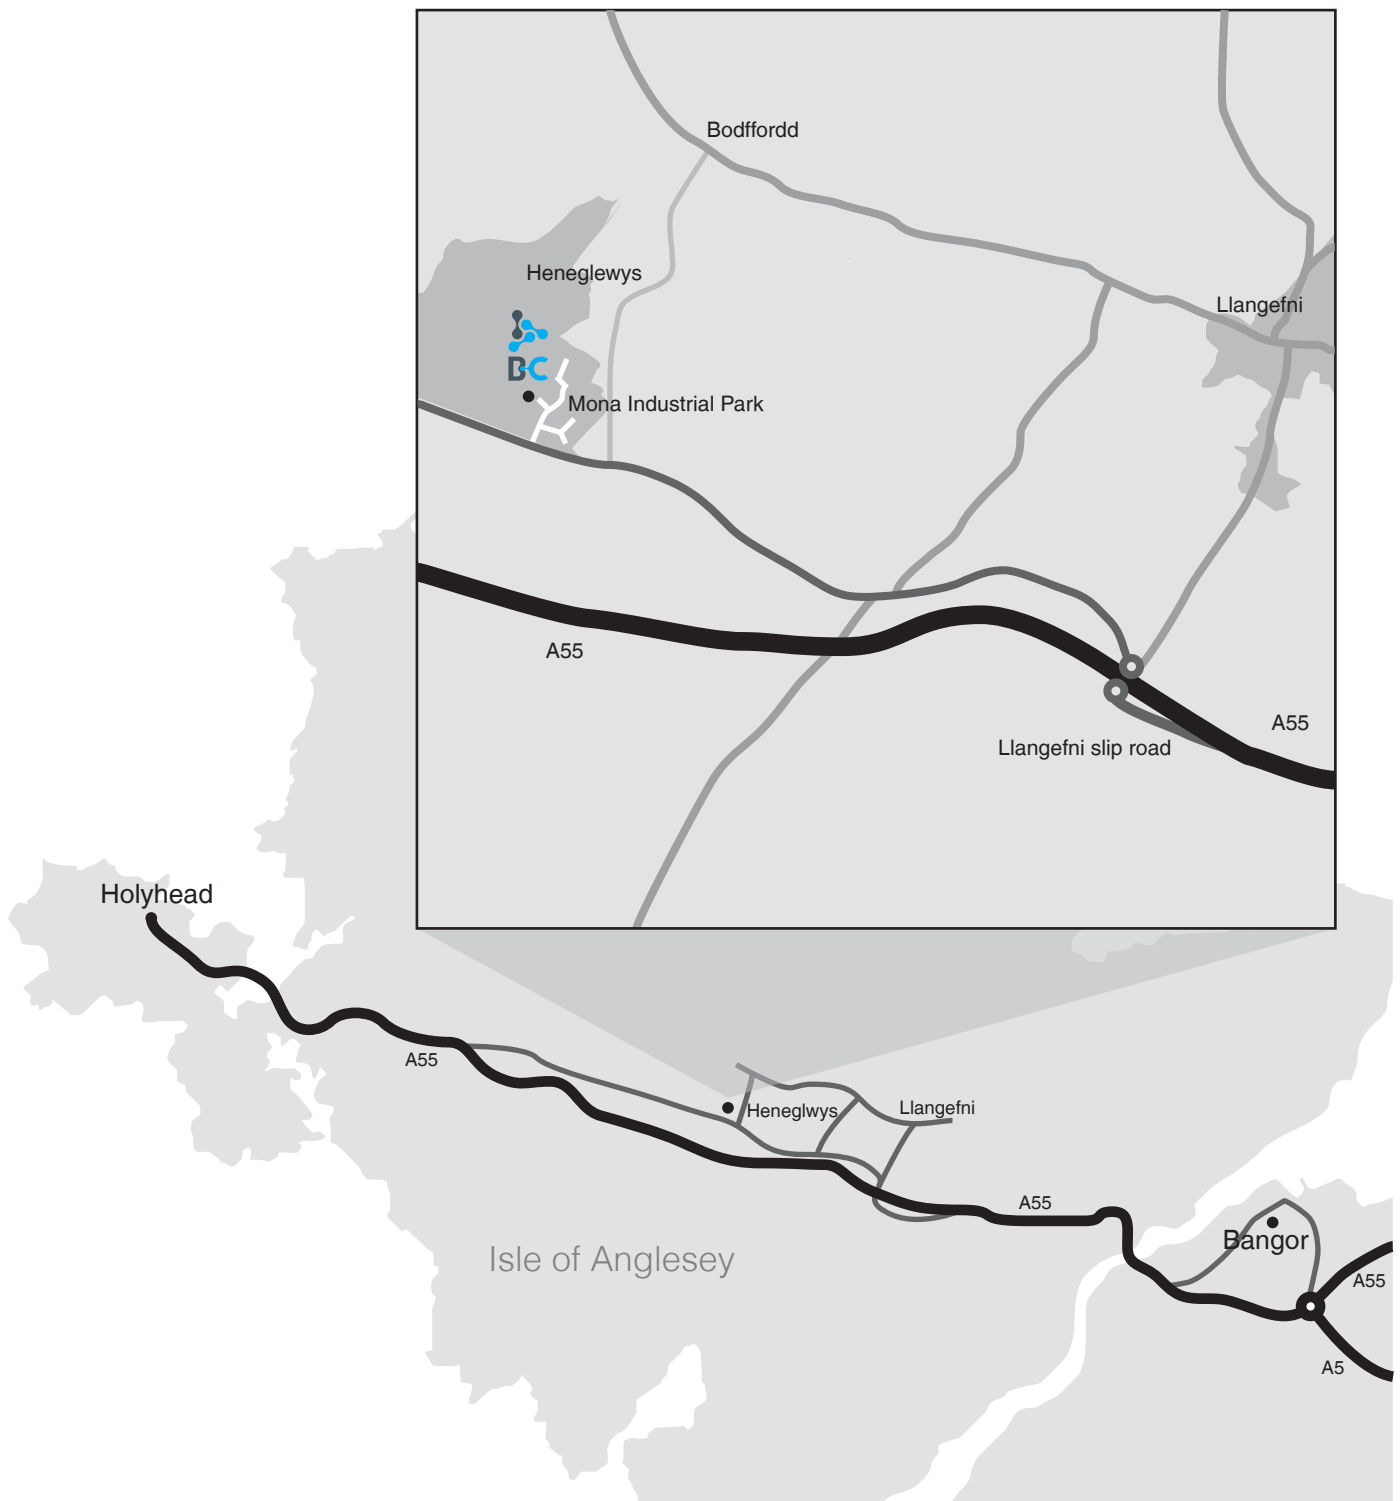 Bodffordd
Heneglewys
Llangefni
BC
Mona Industrial Park
A55
A55
Llangefni slip road
Holyhead
A55
Heneglwys
Llangefni
A55
Bangor
Isle of Anglesey
A55
A5